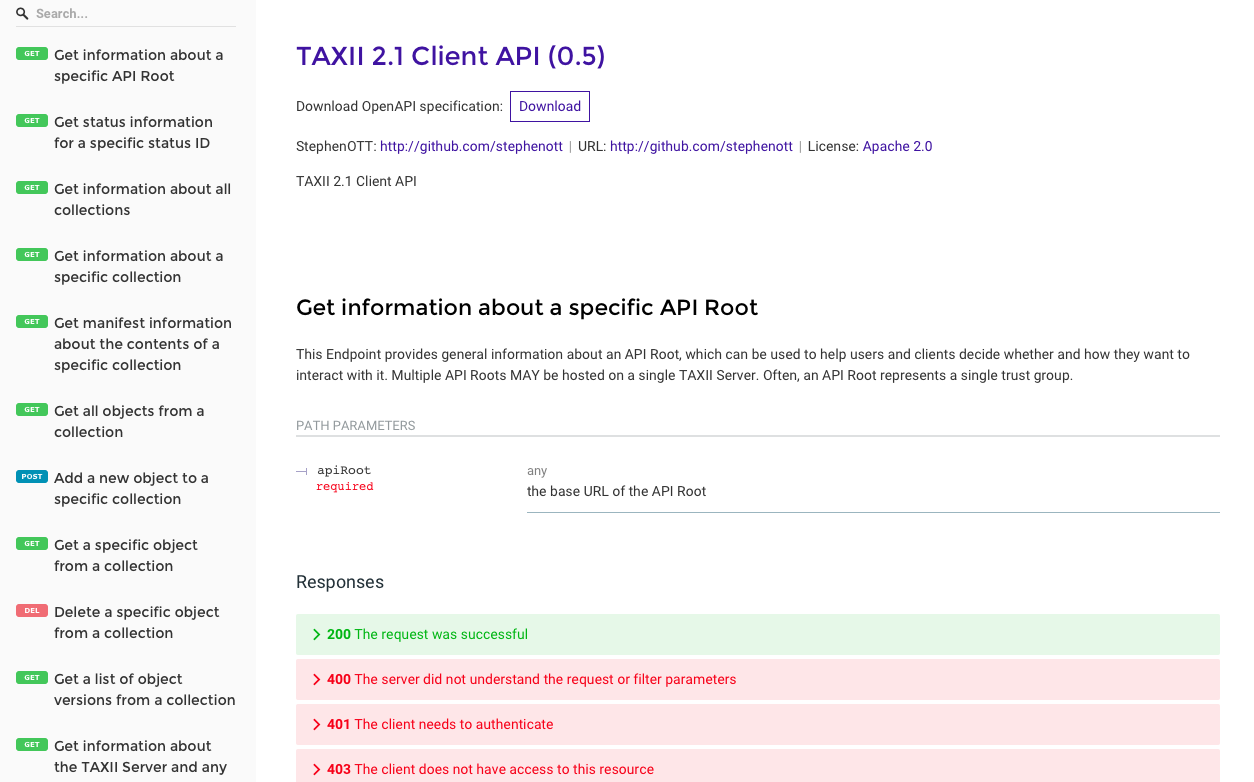 Search...
GET Get information about a
specific API Root
GET Get status information
for a specific status ID
GET Get information about all
collections
GET Get information about a
specific collection
GET Get manifest information
about the contents of a
specific collection
GET Get all objects from a
collection
POST Add a new object to a
specific collection
GET Get a specific object
from a collection
DEL Delete a specific object
from a collection
GET Get a list of object
versions from a collection
GET Get information about
the TAXII Server and any
TAXII 2.1 Client API (0.5)
Download OpenAPI specification: Download
StephenOTT: http://github.com/stephenott | URL: http://github.com/stephenott | License: Apache 2.0
TAXII 2.1 Client API
Get information about a specific API Root
This Endpoint provides general information about an API Root, which can be used to help users and clients decide whether and how they want to
interact with it. Multiple API Roots MAY be hosted on a single TAXII Server. Often, an API Root represents a single trust group.
PATH PARAMETERS
apiRoot any
required the base URL of the API Root
Responses
200 The request was successful
400 The server did not understand the request or filter parameters
401 The client needs to authenticate
403 The client does not have access to this resource